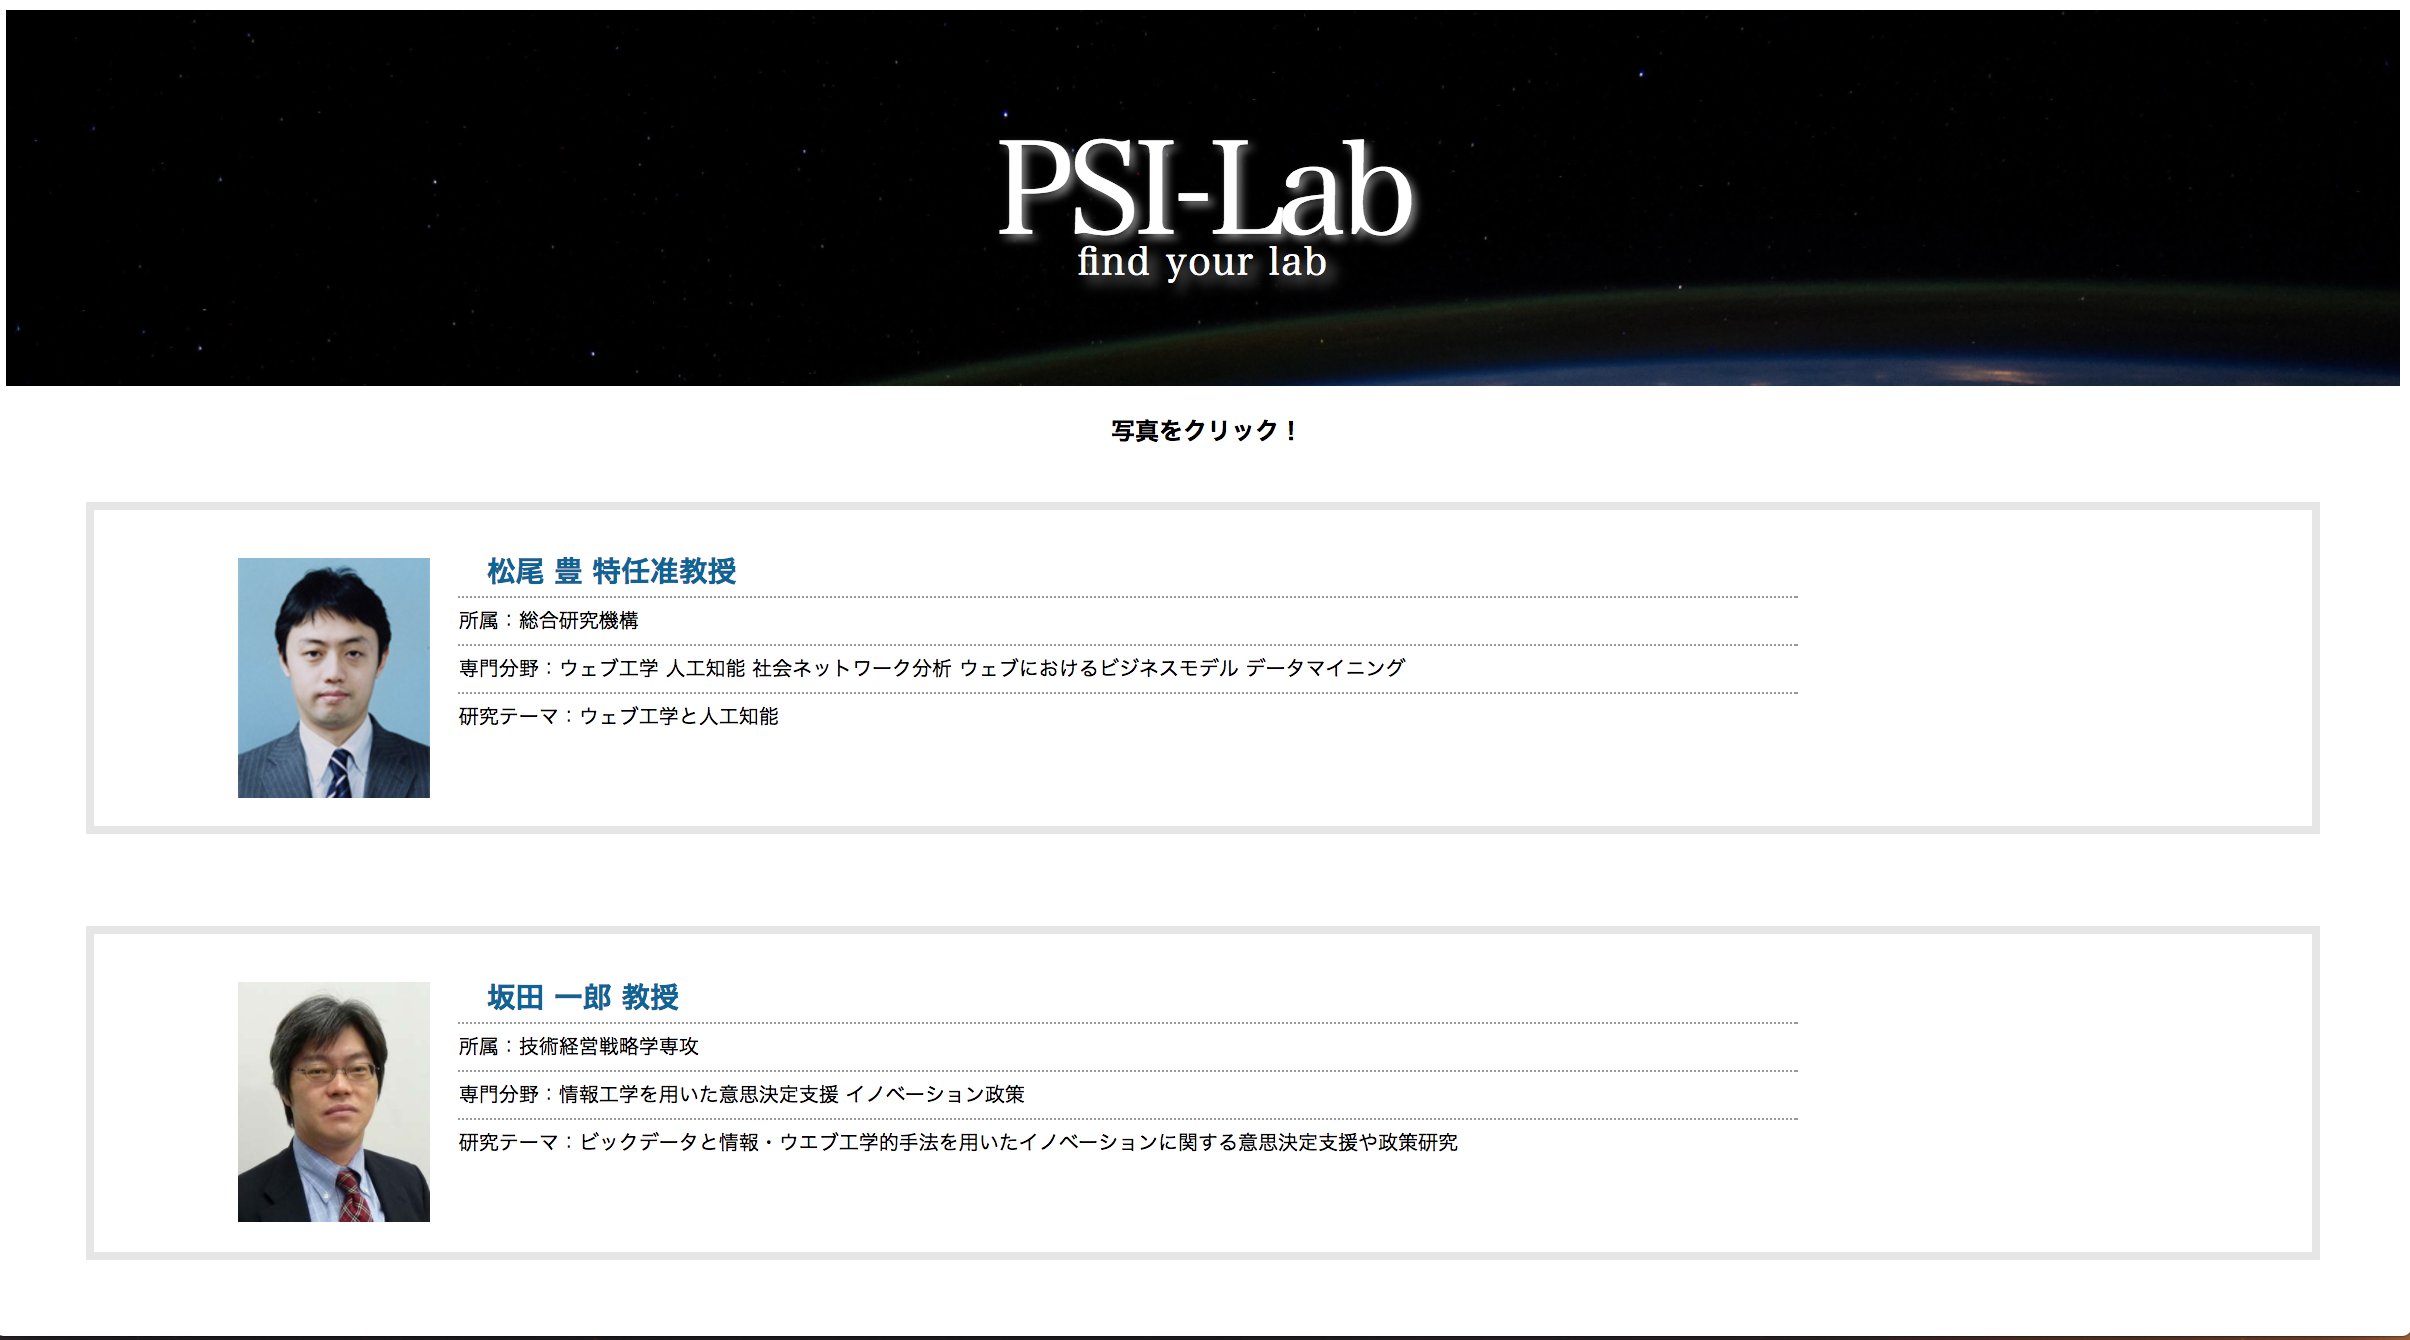 PSI-Lab
find your lab
写真をクリック！
松尾 豊 特任准教授
所属：総合研究機構
専門分野：ウェブ工学 人工知能 社会ネットワーク分析 ウェブにおけるビジネスモデル データマイニング
研究テーマ：ウェブ工学と人工知能
坂田 一郎 教授
所属：技術経営戦略学専攻
専門分野：情報工学を用いた意思決定支援 イノベーション政策
研究テーマ：ビックデータと情報・ウエブ工学的手法を用いたイノベーションに関する意思決定支援や政策研究